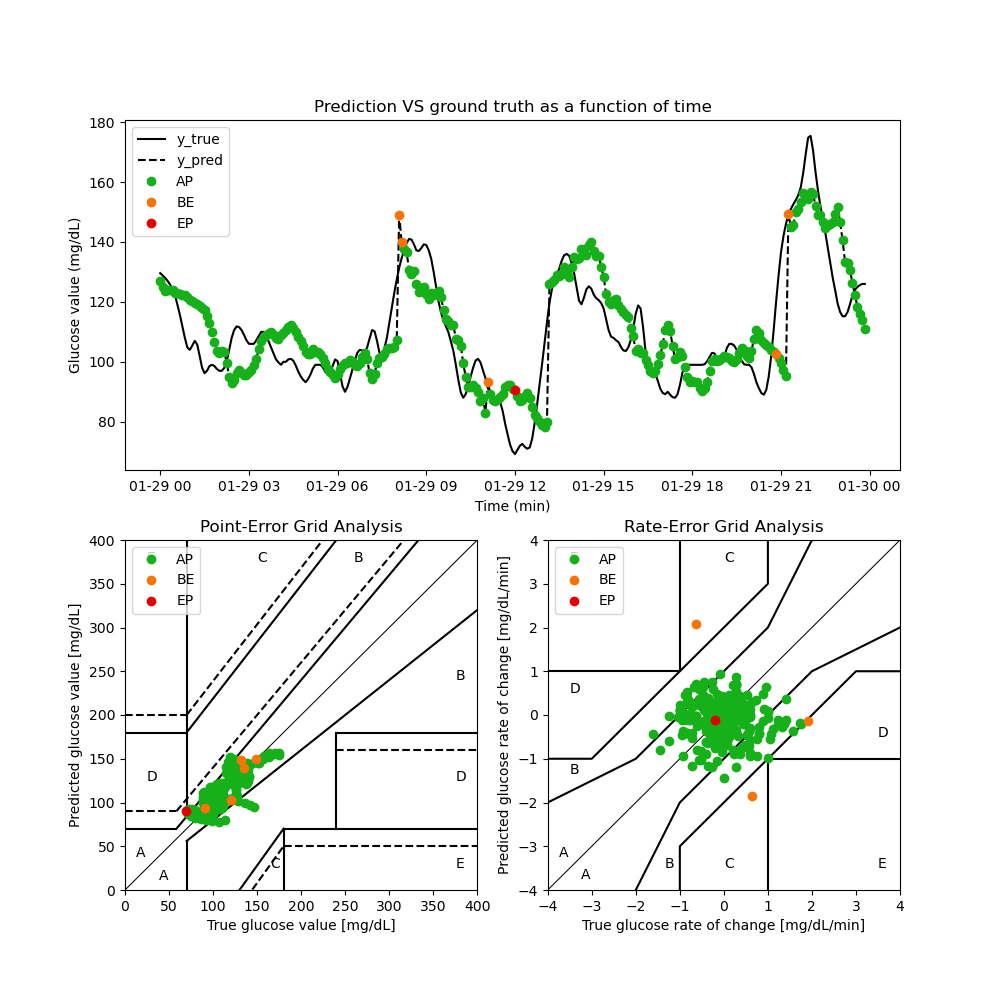 Prediction VS ground truth as a function of time
Glucose value (mg/dL)
180
160
140
120
100
80
y_true
y_pred
AP
BE
EP
01-29 00 01-29 03 01-29 06 01-29 09 01-29 12 01-29 15 01-29 18 01-29 21 01-30 00
Time (min)
Point-Error Grid Analysis
Predicted glucose value [mg/dL]
400
350
300
250
200
150
100
50
0
AP
BE
EP
C
B
B
D
D
A
A
C
E
0 50 100 150 200 250 300 350 400
True glucose value [mg/dL]
Rate-Error Grid Analysis
Predicted glucose rate of change [mg/dL/min]
4
3
2
1
0
−1
−2
−3
−4
AP
BE
EP
C
D
D
B
A
A
B
C
E
−4 −3 −2 −1 0 1 2 3 4
True glucose rate of change [mg/dL/min]